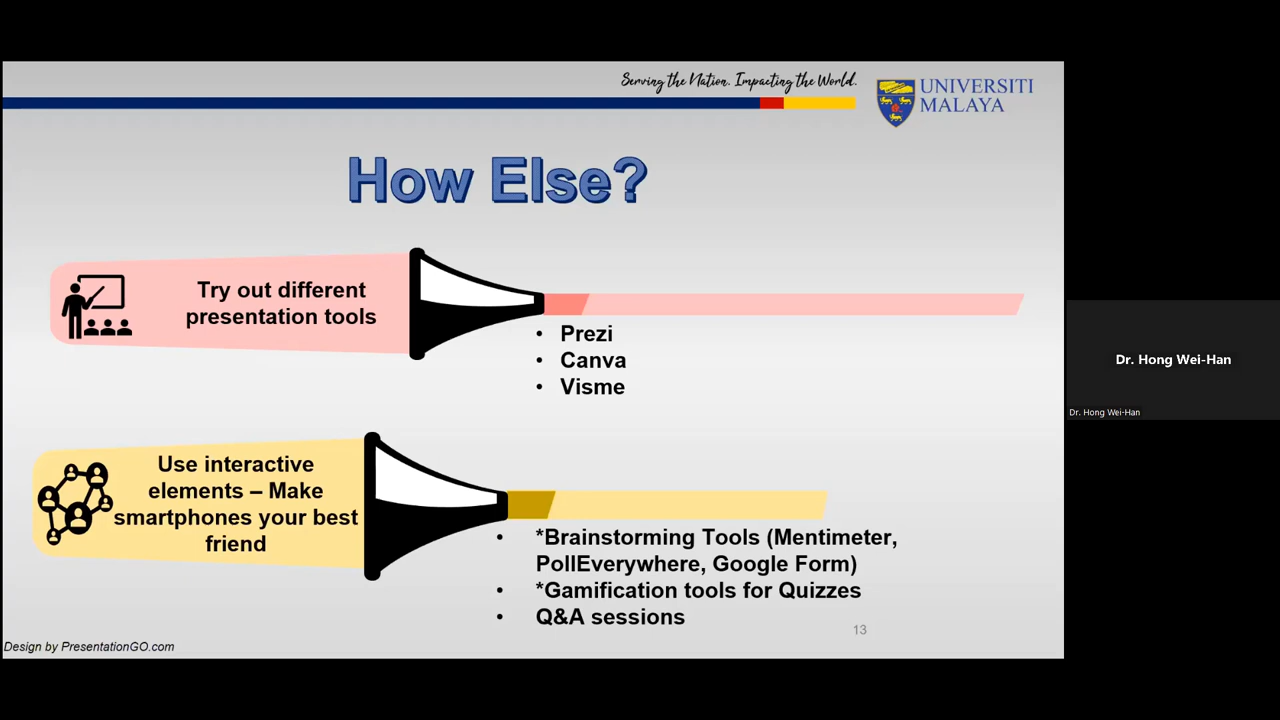 Serving the Nation. Impacting the World.
UNIVERSITI
MALAYA
How Else?
Try out different
presentation tools
• Prezi
• Canva
• Visme
Use interactive
elements – Make
smartphones your best
friend
• *Brainstorming Tools (Mentimeter,
PollEverywhere, Google Form)
• *Gamification tools for Quizzes
• Q&A sessions
13
Design by PresentationGO.com
Dr. Hong Wei-Han
Dr. Hong Wei-Han